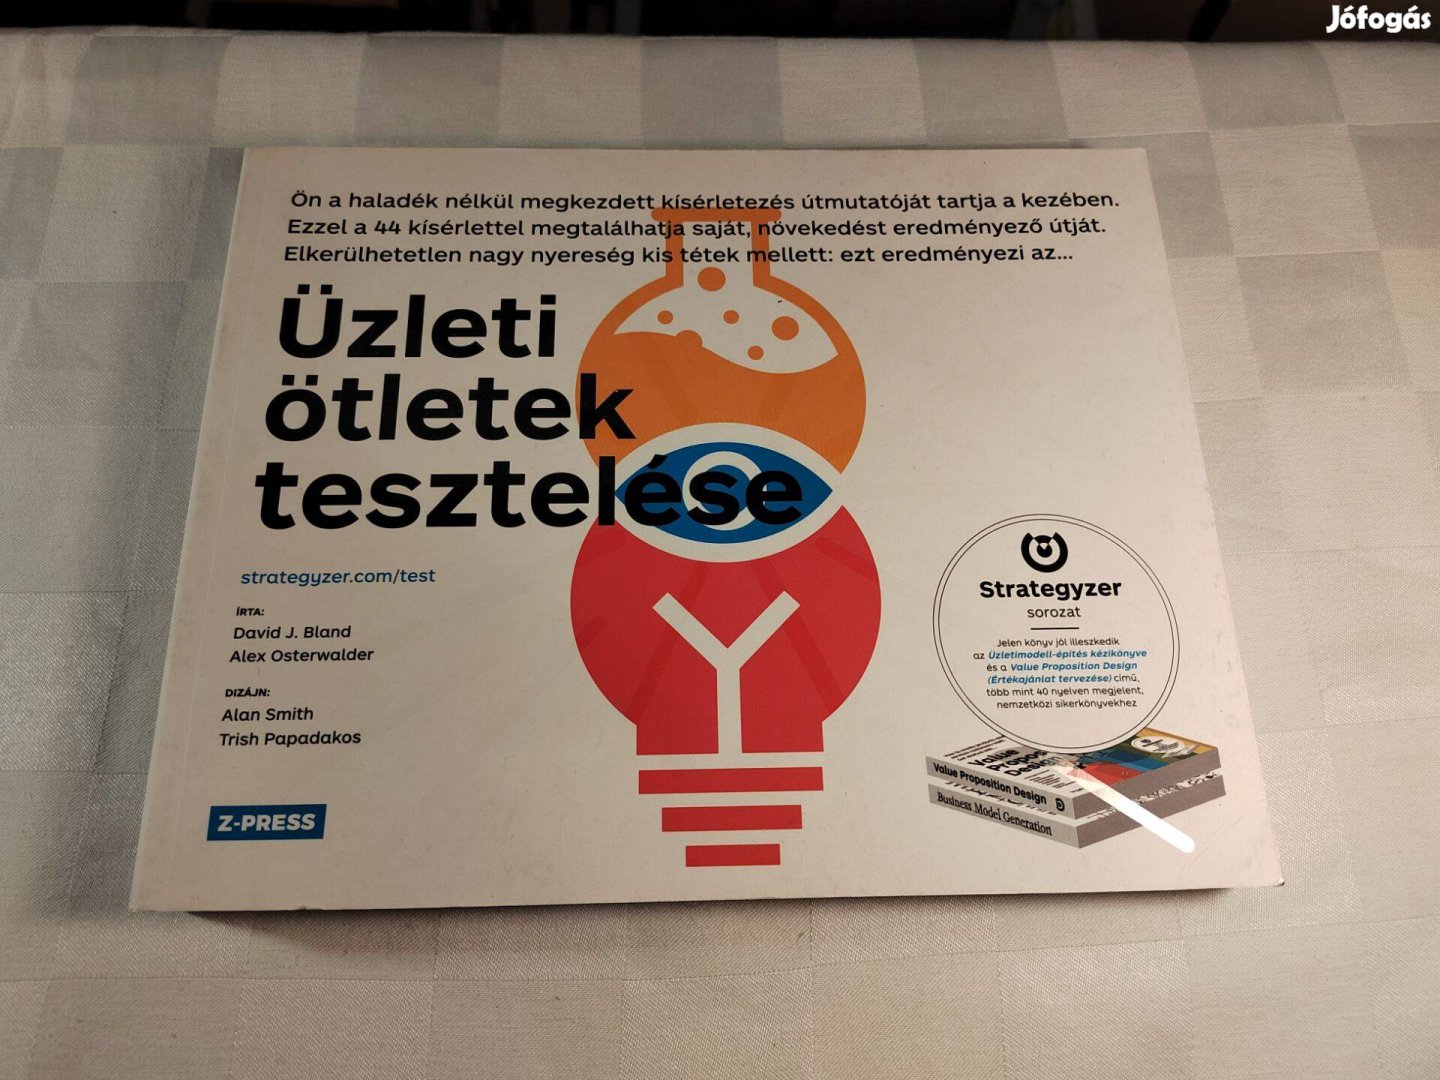 Jófogás
Ön a haladék nélkül megkezdett kísérletezés útmutatóját tartja a kezében.
Ezzel a 44 kísérlettel megtalálhatja saját, növekedést eredményező útját.
Elkerülhetetlen nagy nyereség kis tétek mellett: ezt eredményezi az...
Üzleti
ötletek
tesztelése
strategyzer.com/test
ÍRTA:
David J. Bland
Alex Osterwalder
DIZÁJN:
Alan Smith
Trish Papadakos
Z-PRESS
Strategyzer
sorozat
Jelen könyv jól illeszkedik
az Üzletimodell-építés kézikönyve
és a Value Proposition Design
(Értékajánlat tervezése) című,
több mint 40 nyelven megjelent,
nemzetközi sikerkönyvekhez
Value
Design
Value Proposition Design
Business Model Generation